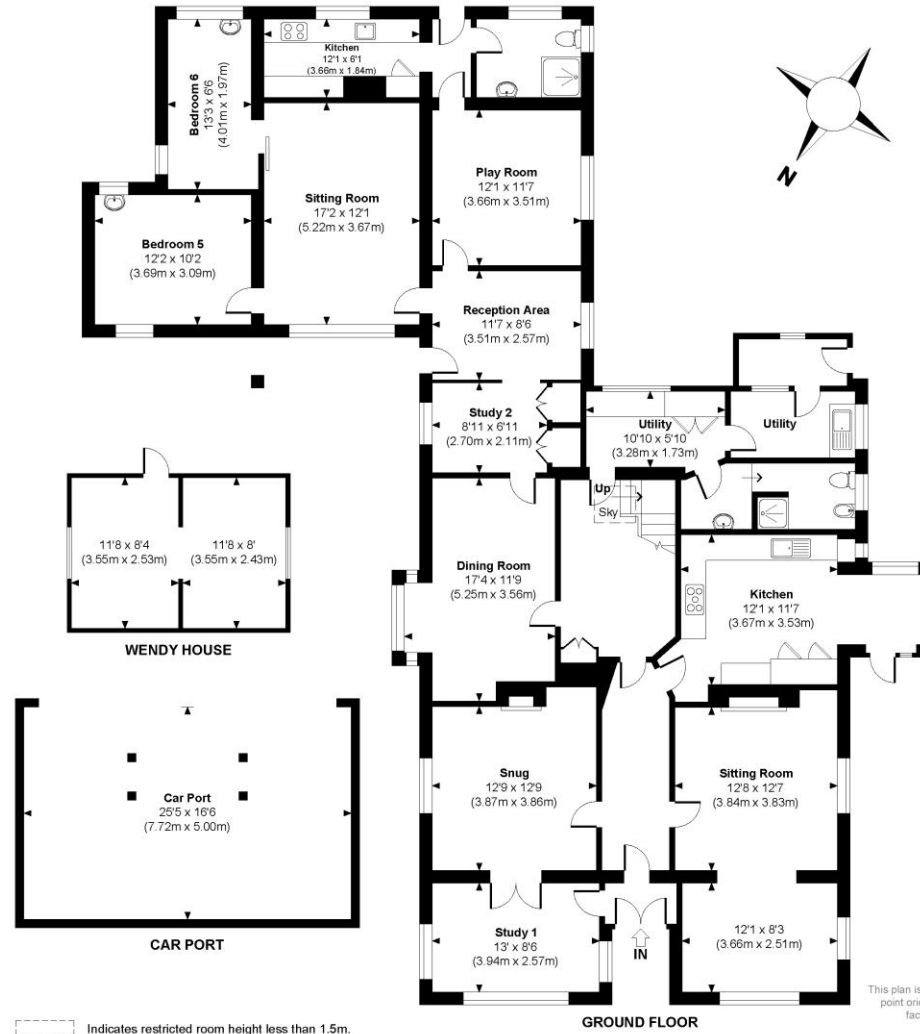 Kitchen
12'1 x 6'1
(3.66m x 1.84m)
Bedroom 6
13'3 x 6'6
(4.01m x 1.97m)
Sitting Room
17'2 x 12'1
(5.22m x 3.67m)
Play Room
12'1 x 11'7
(3.66m x 3.51m)
N
Bedroom 5
12'2 x 10'2
(3.69m x 3.09m)
Reception Area
11'7 x 8'6
(3.51m x 2.57m)
Study 2
8'11 x 6'11
(2.70m x 2.11m)
Utility
10'10 x 5'10
(3.28m x 1.73m)
Utility
Up
Sky
11'8 x 8'4
(3.55m x 2.53m)
11'8 x 8'
(3.55m x 2.43m)
WENDY HOUSE
Dining Room
17'4 x 11'9
(5.25m x 3.56m)
Kitchen
12'1 x 11'7
(3.67m x 3.53m)
Car Port
25'5 x 16'6
(7.72m x 5.00m)
CAR PORT
Snug
12'9 x 12'9
(3.87m x 3.86m)
Sitting Room
12'8 x 12'7
(3.84m x 3.83m)
Study 1
13' x 8'6
(3.94m x 2.57m)
IN
12'1 x 8'3
(3.66m x 2.51m)
GROUND FLOOR
Indicates restricted room height less than 1.5m.
This plan is
point ori
fac